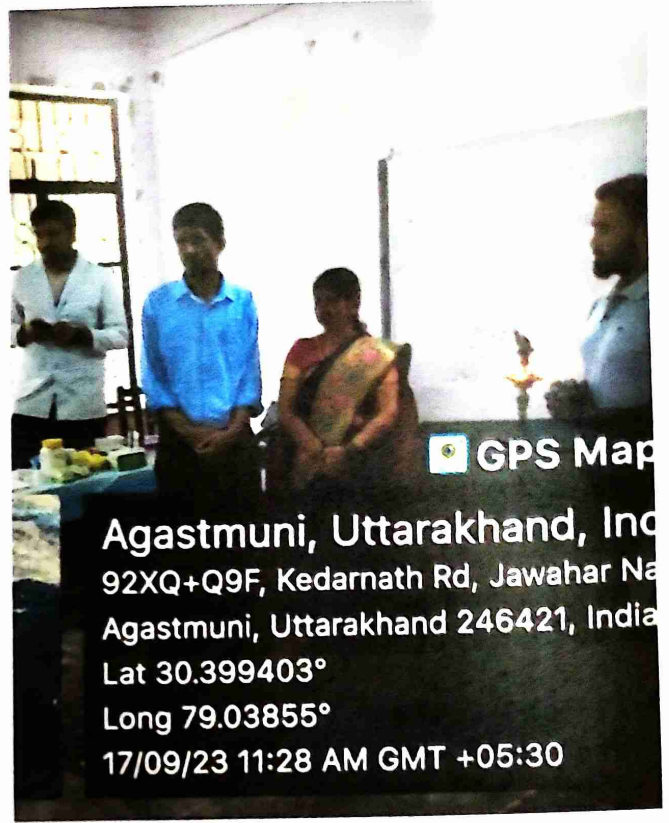 GPS Map
Agastmuni, Uttarakhand, Ind
92XQ+Q9F, Kedarnath Rd, Jawahar Na
Agastmuni, Uttarakhand 246421, India
Lat 30.399403°
Long 79.03855°
17/09/23 11:28 AM GMT +05:30